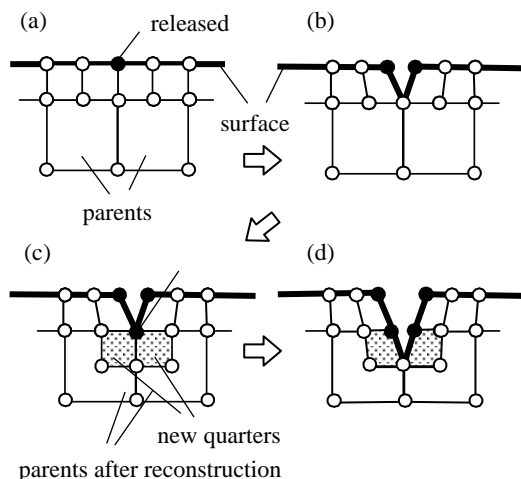 (a)
released
(b)
surface
parents
(c)
(d)
new quarters
parents after reconstruction